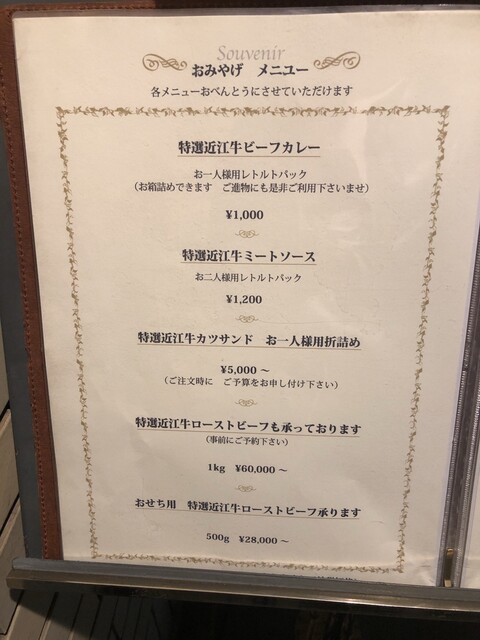 Souvenir
おみやげ　メニュー
各メニューおべんとうにさせていただけます
特選近江牛ビーフカレー
お一人様用レトルトパック
（お箱詰めできます　ご進物にも是非ご利用下さいませ）
¥1,000
特選近江牛ミートソース
お二人様用レトルトパック
¥1,200
特選近江牛カツサンド　お一人様用折詰め
¥5,000～
（ご注文時に　ご予算をお申し付け下さい）
特選近江牛ローストビーフも承っております
（事前にご予約下さい）
1kg　¥60,000～
おせち用　特選近江牛ローストビーフ承ります
500g　¥28,000～